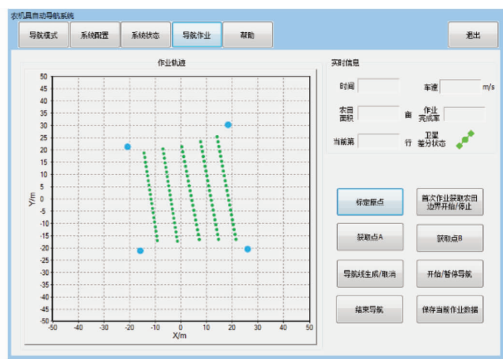 农机具自动导航系统
导航模式 系统配置 系统状态 导航作业 帮助 退出
作业轨迹
实时信息
50
45
40
35
30
25
20
15
10
5
0
-5
-10
-15
-20
-25
-30
-35
-40
-45
-50
Y/m
-50 -40 -30 -20 -10 0 10 20 30 40 50
X/m
时间 车速 m/s
农田
面积 亩 作业
完成率
当前第 行 卫星
差分状态
标定原点 首次作业获取农田
边界开始/停止
获取点A 获取点B
导航线生成/取消 开始/暂停导航
结束导航 保存当前作业数据